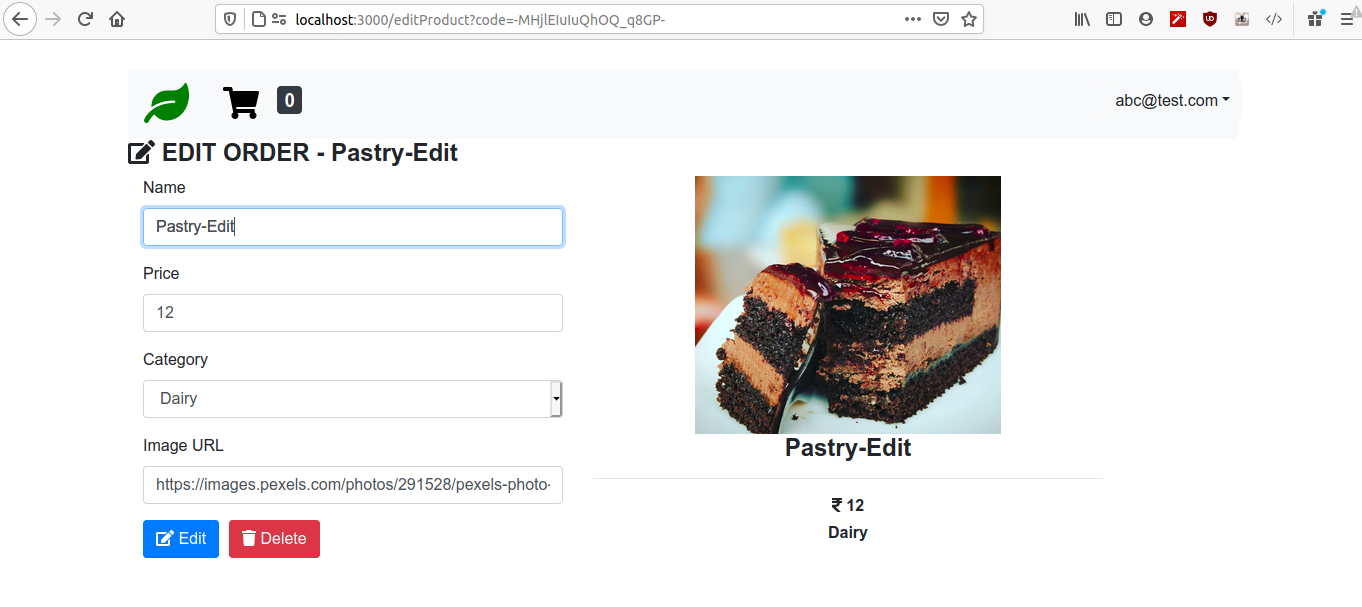 localhost:3000/editProduct?code=-MHjlEIuIuQhOQ_q8GP-
0
abc@test.com
EDIT ORDER - Pastry-Edit
Name
Pastry-Edit
Price
12
Category
Dairy
Image URL
https://images.pexels.com/photos/291528/pexels-photo-
Edit
Delete
Pastry-Edit
₹ 12
Dairy